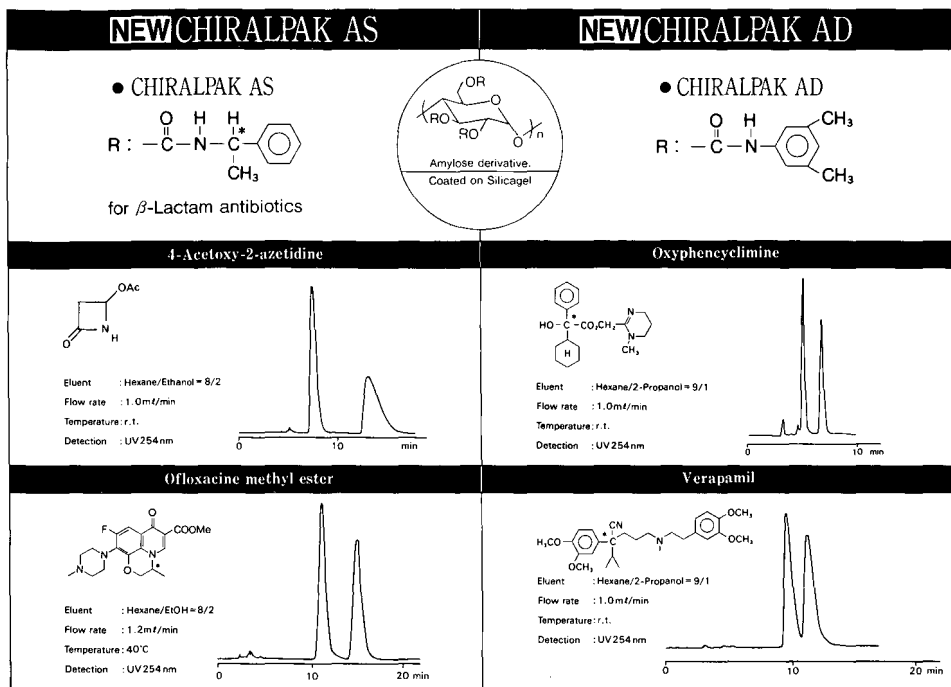 NEW CHIRALPAK AS
NEW CHIRALPAK AD
● CHIRALPAK AS
R : — C — N — C* —
O
H H
CH₃
for β-Lactam antibiotics
OR
O
RO
RO
O
n
Amylose derivative.
Coated on Silicagel
● CHIRALPAK AD
R : — C — N —
O
H
CH₃
CH₃
4-Acetoxy-2-azetidine
OAc
O
N
H
Eluent : Hexane/Ethanol = 8/2
Flow rate : 1.0mℓ/min
Temperature : r.t.
Detection : UV 254 nm
0 10 min
Oxyphencyclimine
HO — C* — CO₂CH₂
H
N
N
CH₃
Eluent : Hexane/2-Propanol = 9/1
Flow rate : 1.0mℓ/min
Temperature : r.t.
Detection : UV 254 nm
0 10 min
Ofloxacine methyl ester
O
F
COOMe
N
N
N
O
*
Eluent : Hexane/EtOH = 8/2
Flow rate : 1.2mℓ/min
Temperature : 40°C
Detection : UV 254 nm
0 10 20 min
Verapamil
CN
*
CH₃O
OCH₃
N
OCH₃
OCH₃
Eluent : Hexane/2-Propanol = 9/1
Flow rate : 1.0mℓ/min
Temperature : r.t.
Detection : UV 254 nm
0 10 20 min